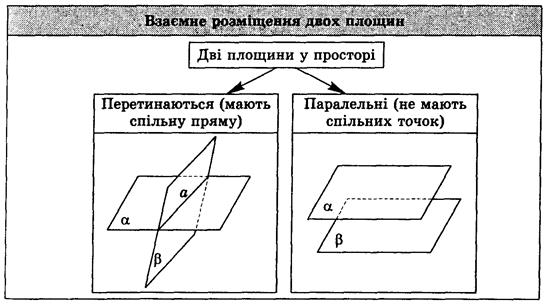 Взаємне розміщення двох площин
Дві площини у просторі
Перетинаються (мають
спільну пряму)
a
α
β
Паралельні (не мають
спільних точок)
α
β